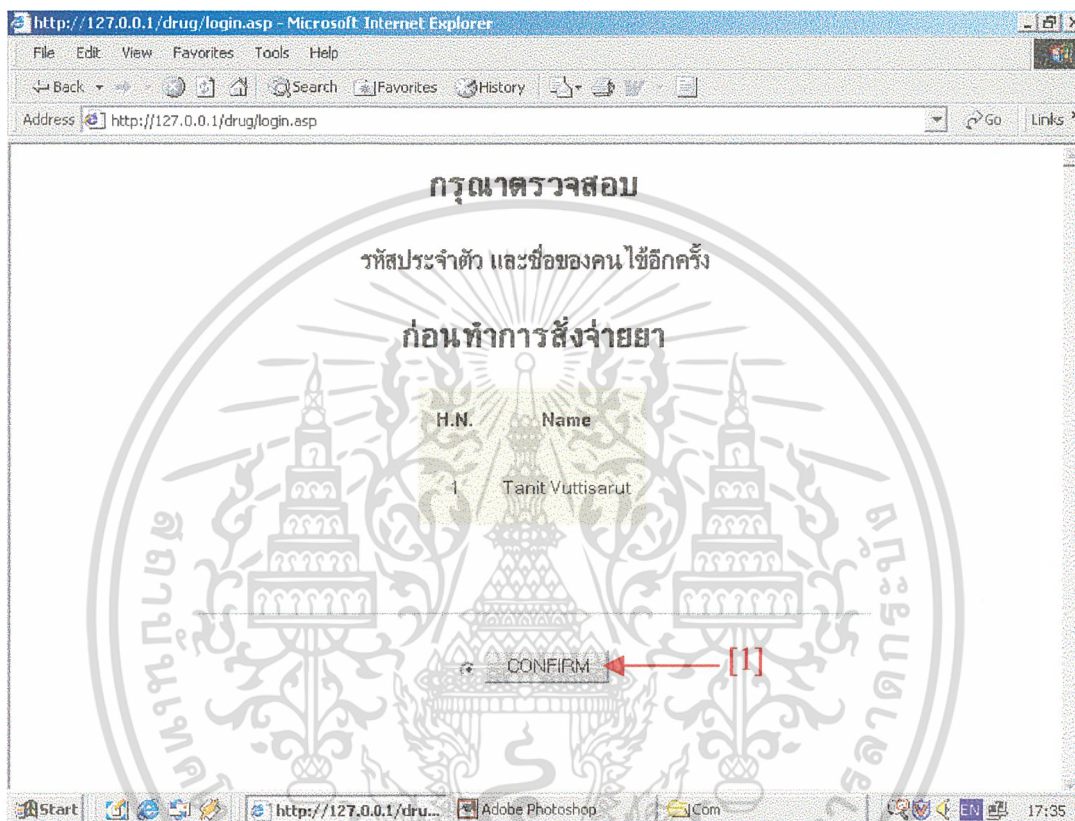 http://127.0.0.1/drug/login.asp - Microsoft Internet Explorer
File Edit View Favorites Tools Help
Back Search Favorites History
Address http://127.0.0.1/drug/login.asp Go Links
กรุณาตรวจสอบ
รหัสประจำตัว และชื่อของคนไข้อีกครั้ง
ก่อนทำการสั่งจ่ายยา
H.N. Name
1 Tanit Vuttisarut
CONFIRM [1]
Start http://127.0.0.1/dru... Adobe Photoshop Com EN 17:35